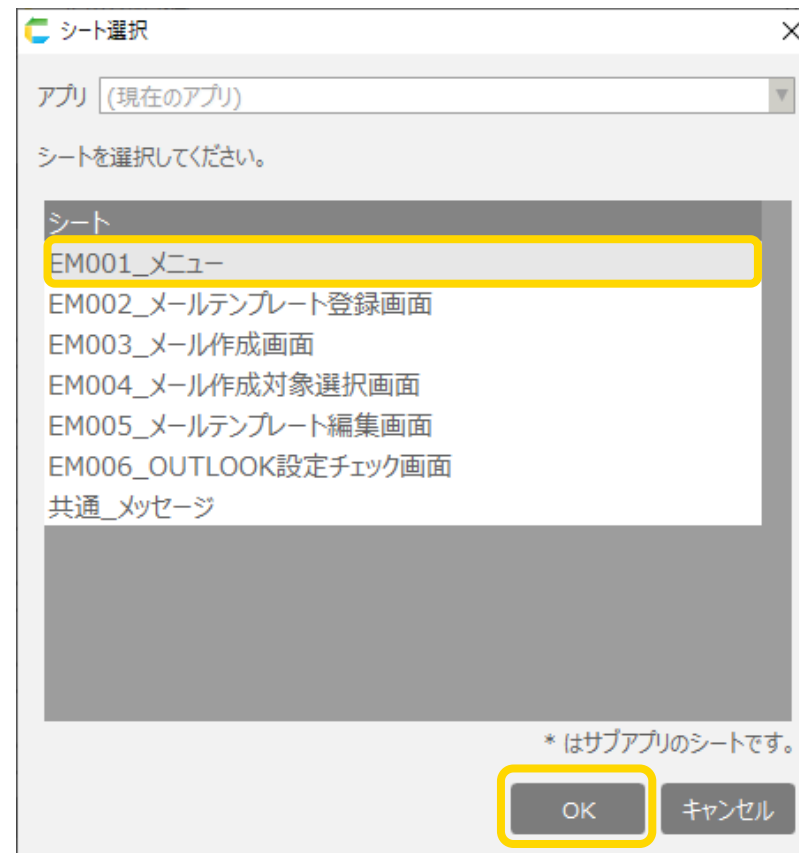 シート選択
アプリ (現在のアプリ)
シートを選択してください。
シート
EM001_メニュー
EM002_メールテンプレート登録画面
EM003_メール作成画面
EM004_メール作成対象選択画面
EM005_メールテンプレート編集画面
EM006_OUTLOOK設定チェック画面
共通_メッセージ
* はサブアプリのシートです。
OK キャンセル